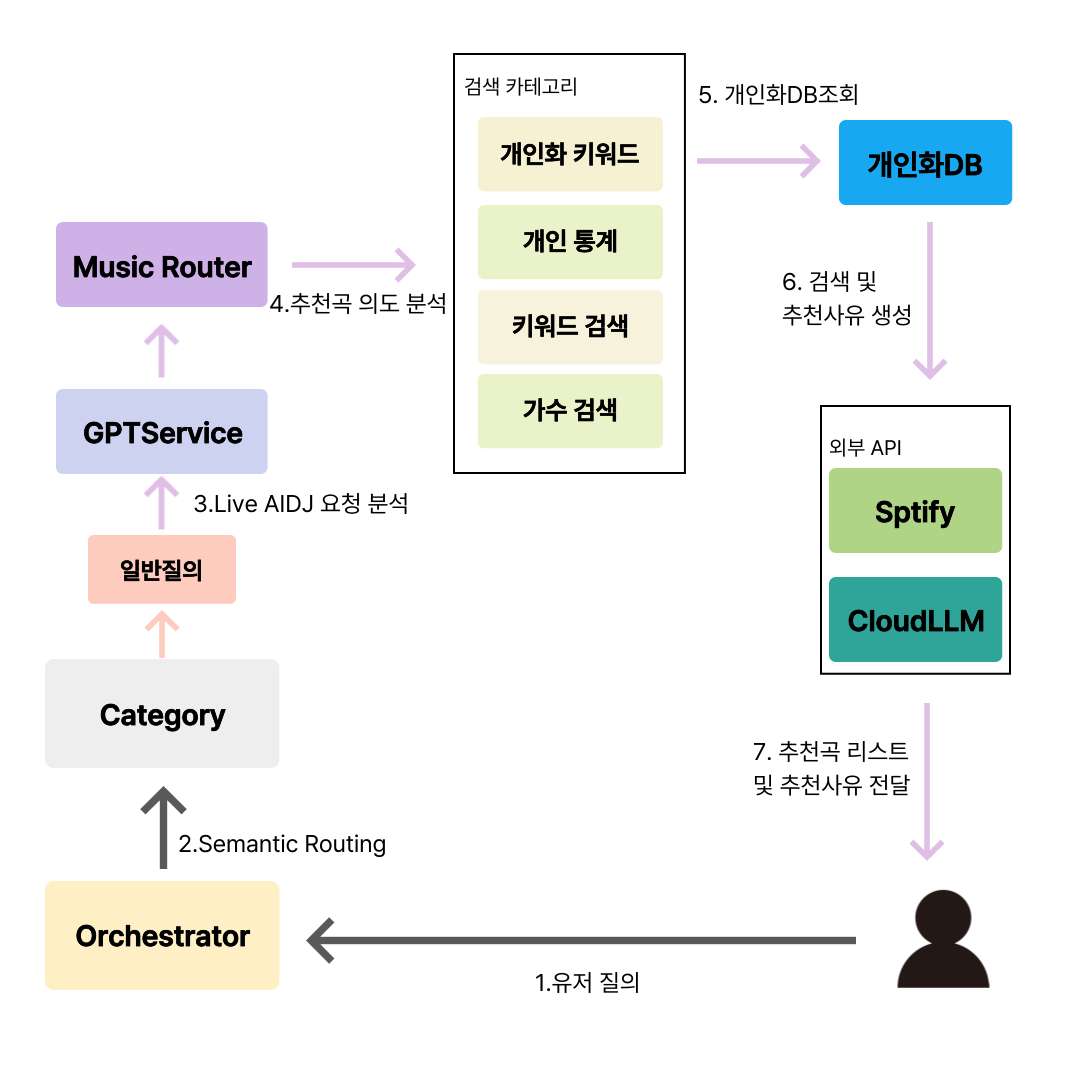 검색 카테고리
개인화 키워드
개인 통계
키워드 검색
가수 검색
5. 개인화DB조회
개인화DB
Music Router
4.추천곡 의도 분석
6. 검색 및
추천사유 생성
GPTService
3.Live AIDJ 요청 분석
일반질의
외부 API
Sptify
CloudLLM
Category
7. 추천곡 리스트
및 추천사유 전달
2.Semantic Routing
Orchestrator
1.유저 질의